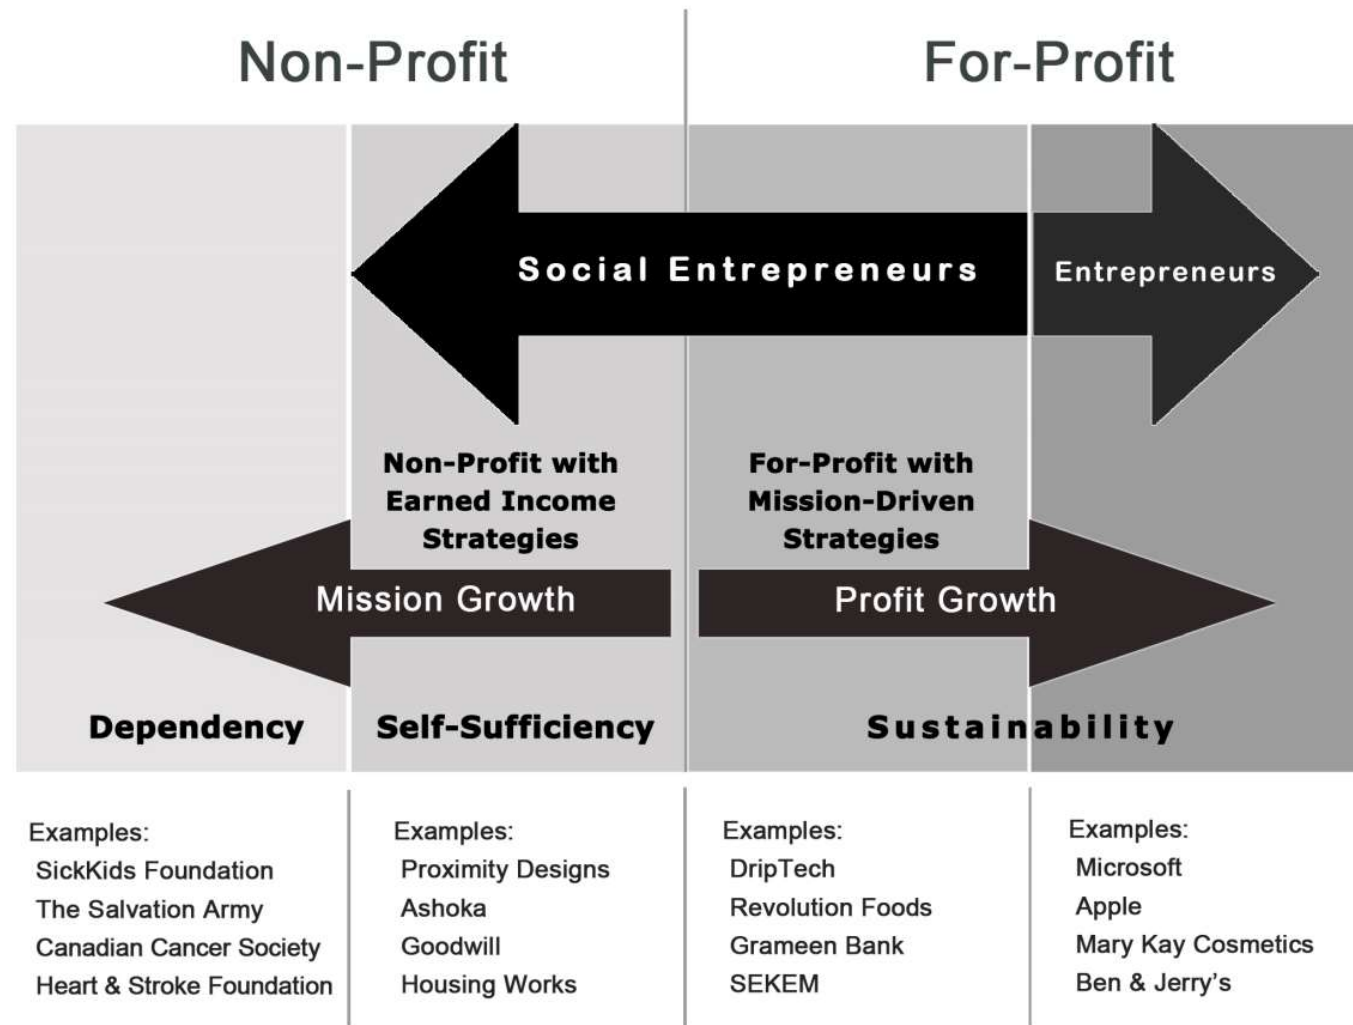 Non-Profit
For-Profit
Social Entrepreneurs
Entrepreneurs
Non-Profit with
Earned Income
Strategies
For-Profit with
Mission-Driven
Strategies
Mission Growth
Profit Growth
Dependency
Self-Sufficiency
Sustainability
Examples:
SickKids Foundation
The Salvation Army
Canadian Cancer Society
Heart & Stroke Foundation
Examples:
Proximity Designs
Ashoka
Goodwill
Housing Works
Examples:
DripTech
Revolution Foods
Grameen Bank
SEKEM
Examples:
Microsoft
Apple
Mary Kay Cosmetics
Ben & Jerry's